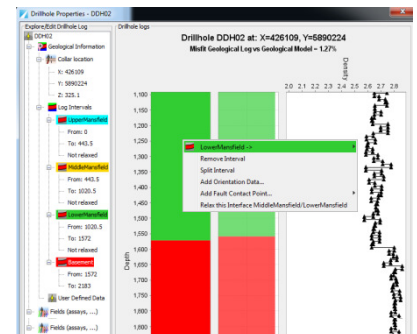 Drillhole Properties - DDH02
Explore/Edit Drillhole Log
Drillhole logs
DDH02
Geological Information
Collar location
X: 426109
Y: 5890224
Z: 325.1
Log Intervals
UpperMansfield
From: 0
To: 443.5
Not relaxed
MiddleMansfield
From: 443.5
To: 1020.5
Not relaxed
LowerMansfield
From: 1020.5
To: 1572
Not relaxed
Basement
From: 1572
To: 2183
User Defined Data
Fields (assays, ...)
Fields (assays, ...)
Drillhole DDH02 at: X=426109, Y=5890224
Misfit Geological Log vs Geological Model = 1.27%
Density
2.0 2.1 2.2 2.3 2.4 2.5 2.6 2.7 2.8
Depth
1,100
1,150
1,200
1,250
1,300
1,350
1,400
1,450
1,500
1,550
1,600
1,650
1,700
1,750
1,800
LowerMansfield ->
Remove Interval
Split Interval
Add Orientation Data...
Add Fault Contact Point...
Relax this Interface MiddleMansfield/LowerMansfield